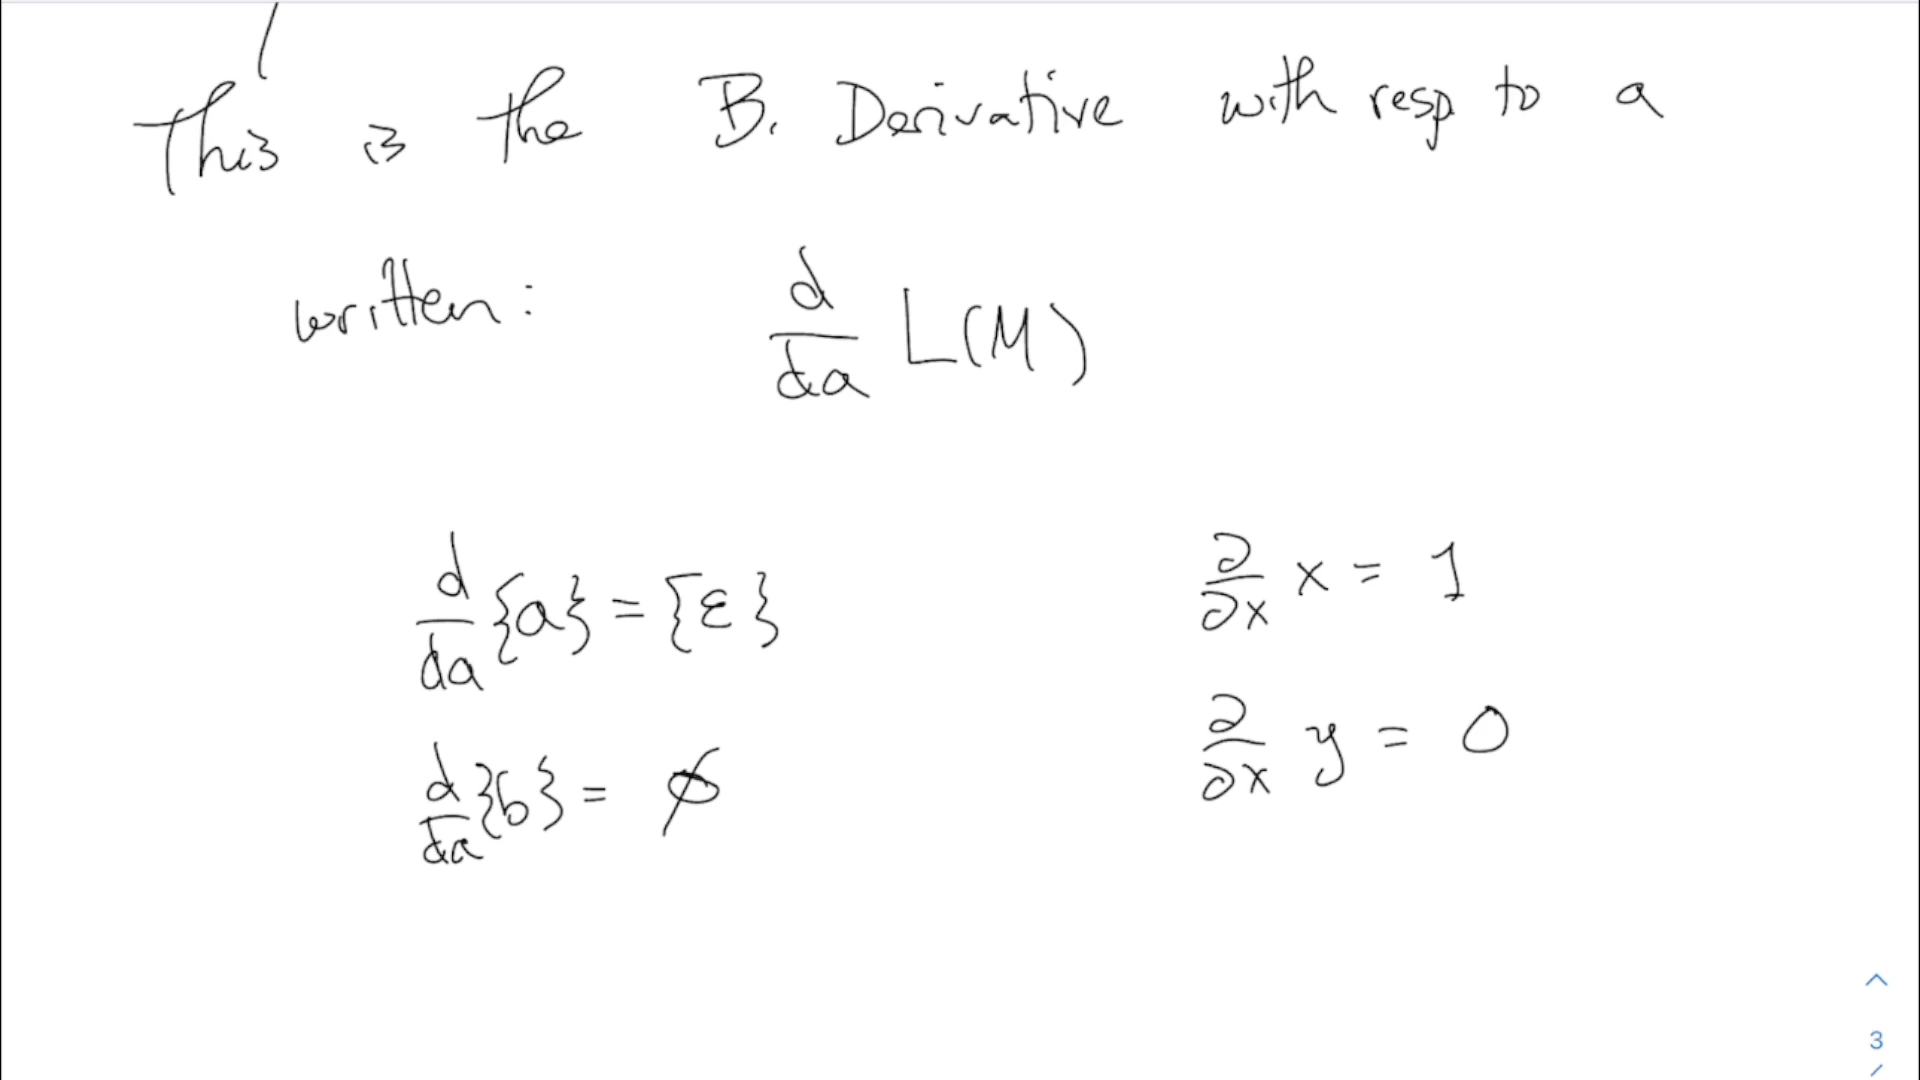 This is the B. Derivative with resp to a
written: d/da L(M)
d/da {a} = {ε}
∂/∂x x = 1
d/da {b} = ∅
∂/∂x y = 0
3